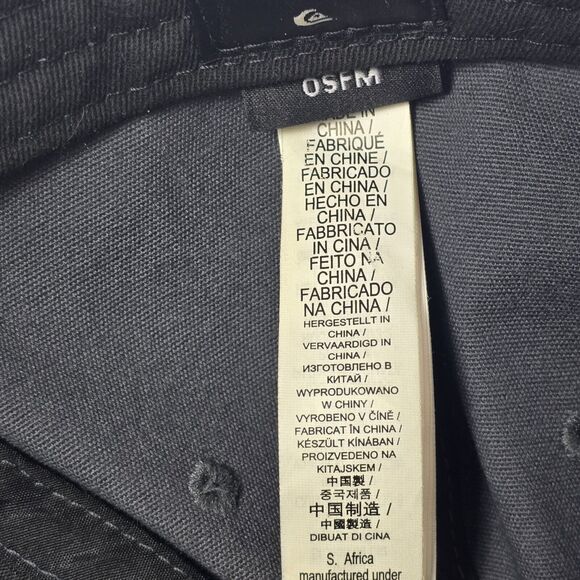 OSFM
MADE IN
CHINA /
FABRIQUÉ
EN CHINE /
FABRICADO
EN CHINA /
HECHO EN
CHINA /
FABBRICATO
IN CINA /
FEITO NA
CHINA /
FABRICADO
NA CHINA /
HERGESTELLT IN
CHINA /
VERVAARDIGD IN
CHINA /
ИЗГОТОВЛЕНО В
КИТАЙ /
WYPRODUKOWANO
W CHINY /
VYROBENO V ČÍNĚ /
FABRICAT ÎN CHINA /
KÉSZÜLT KÍNÁBAN /
PROIZVEDENO NA
KITAJSKEM /
中国製 /
중국제품 /
中国制造 /
中國製造 /
DIBUAT DI CINA
S. Africa
manufactured under